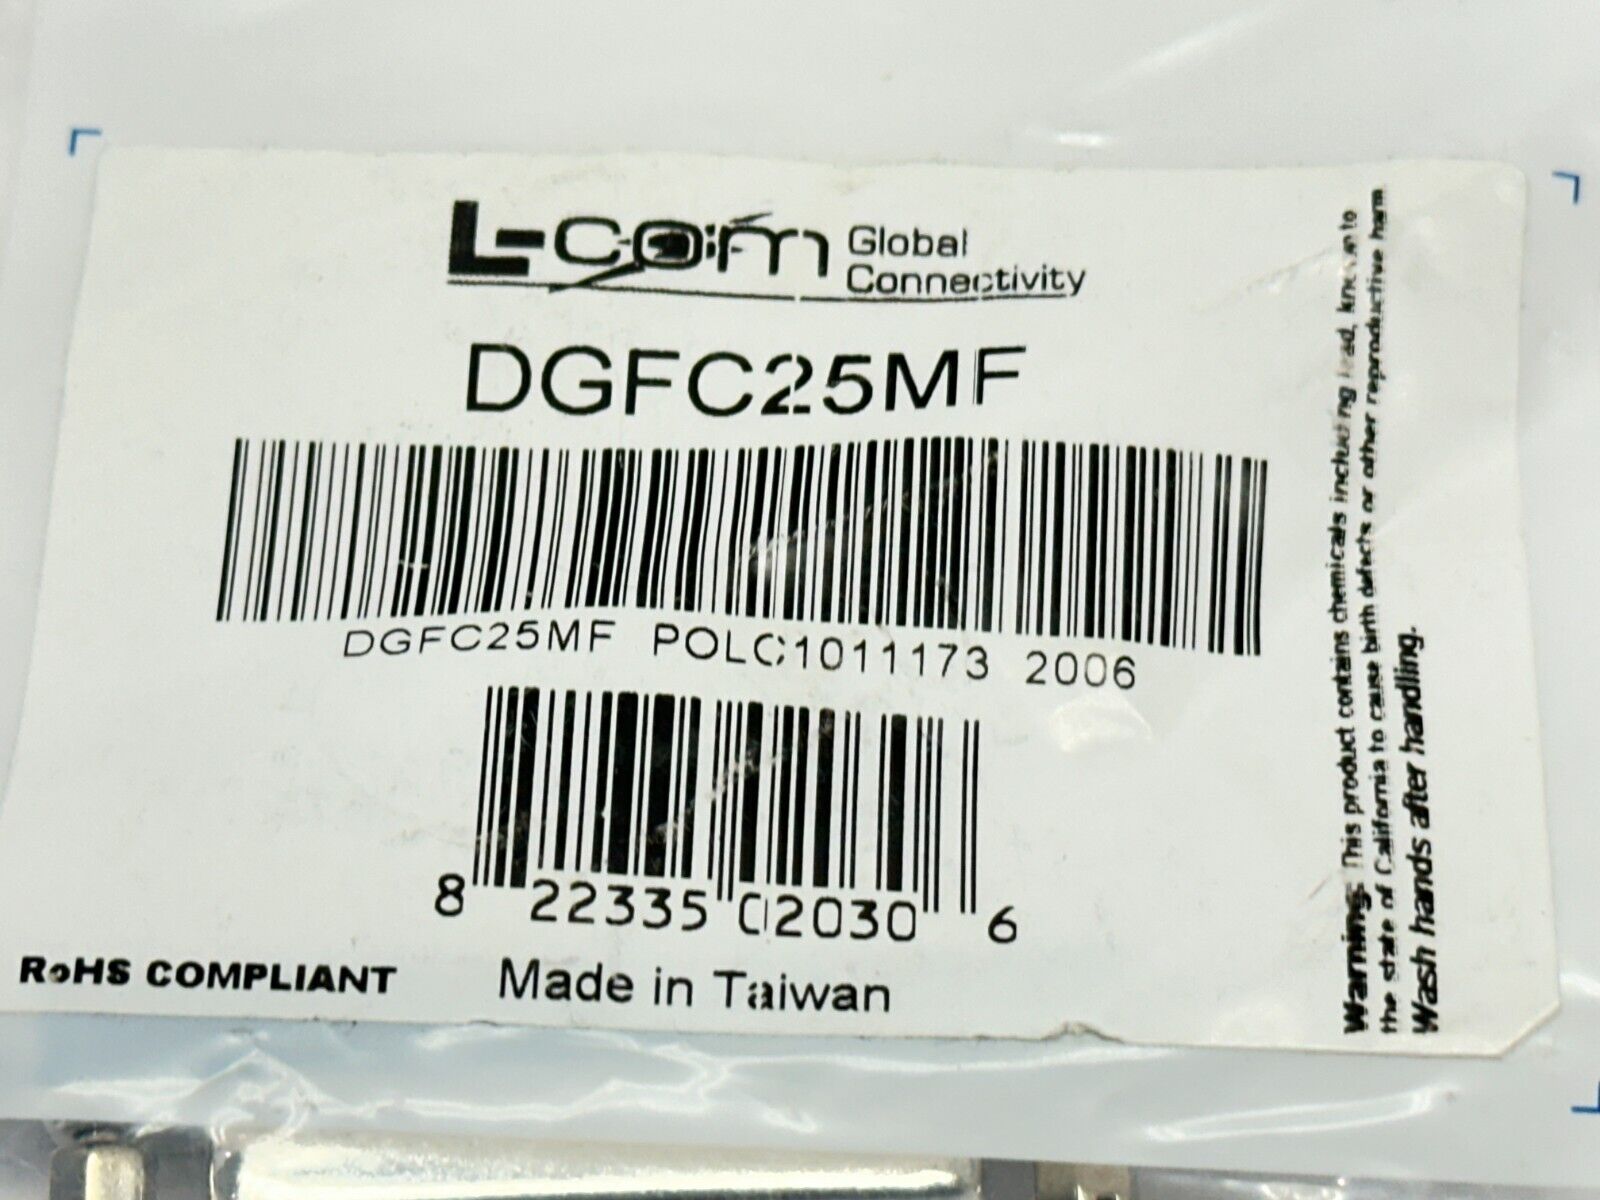 L-com Global
Connectivity
DGFC25MF
DGFC25MF POLC1011173 2006
8 22335 02030 6
RoHS COMPLIANT
Made in Taiwan
Warning: This product contains chemicals including lead, known to
the state of California to cause birth defects or other reproductive harm
Wash hands after handling.